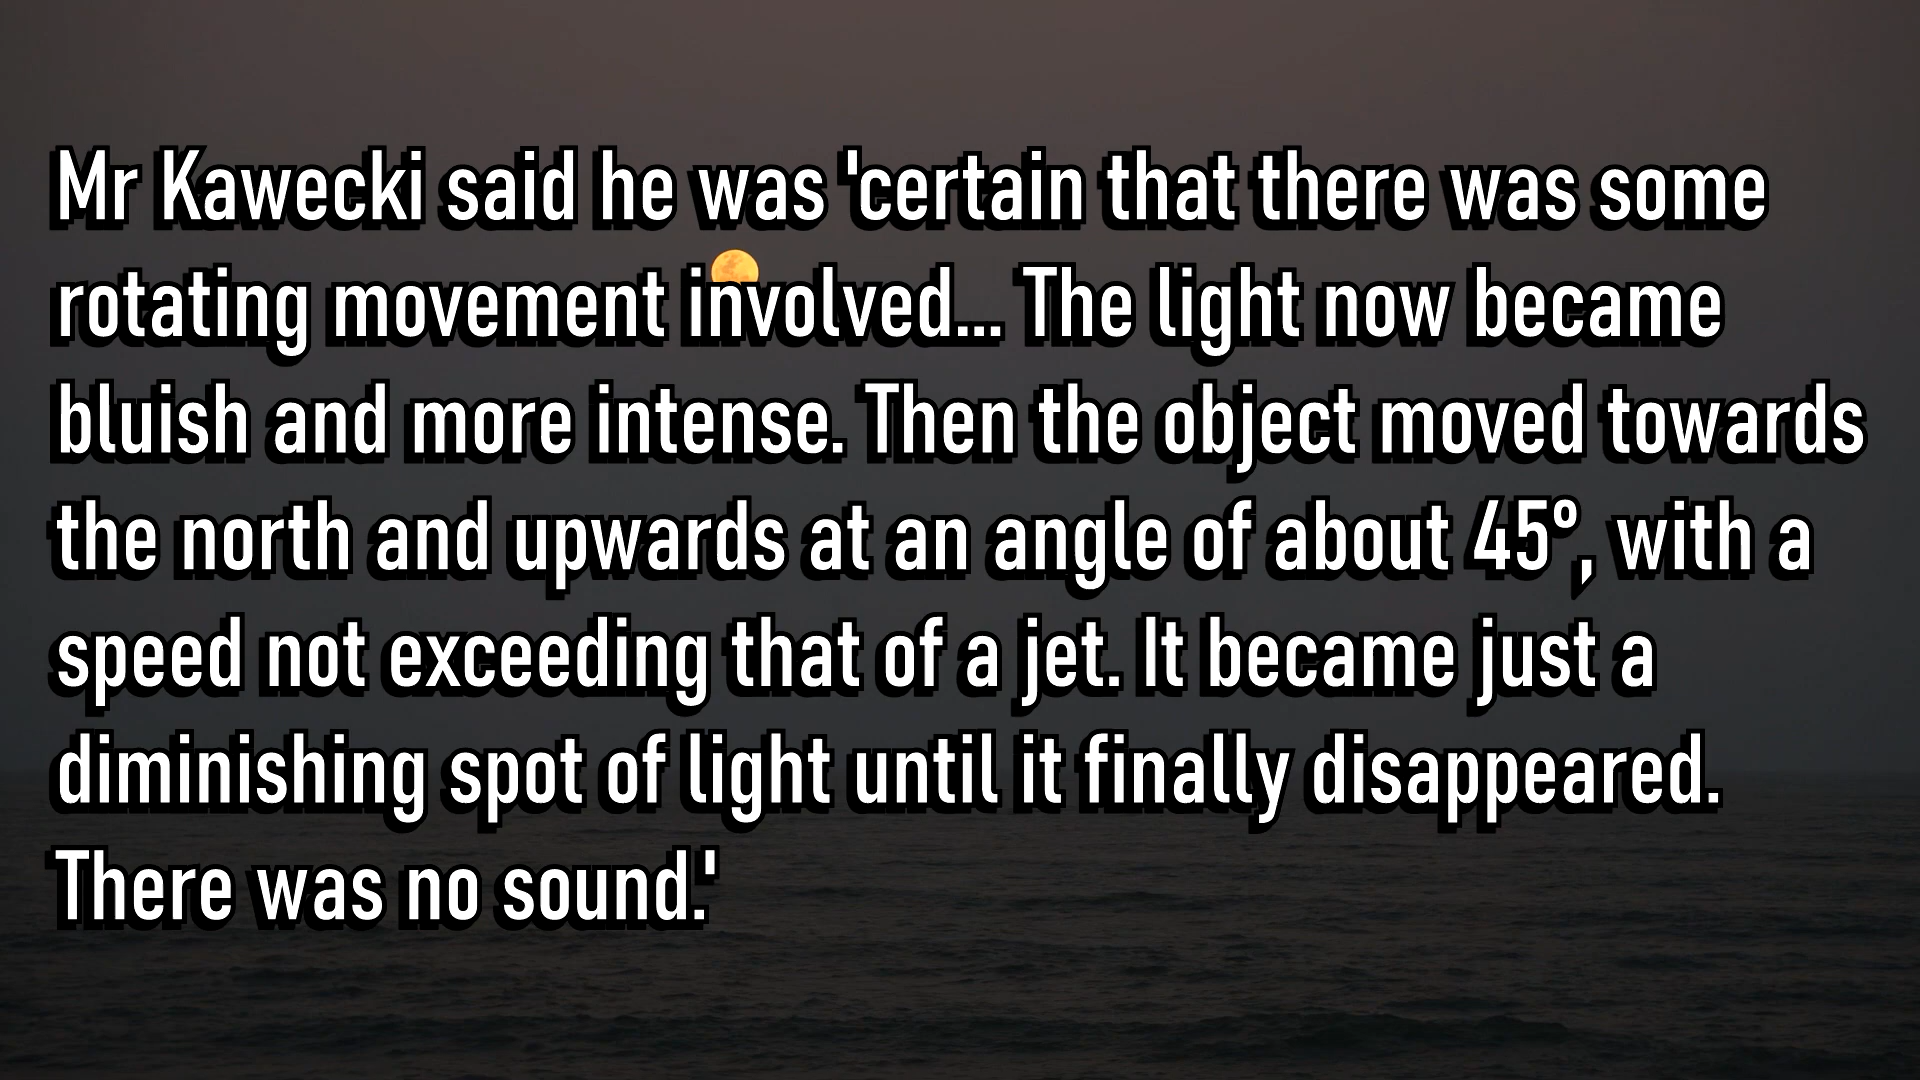 Mr Kawecki said he was 'certain that there was some
rotating movement involved... The light now became
bluish and more intense. Then the object moved towards
the north and upwards at an angle of about 45º, with a
speed not exceeding that of a jet. It became just a
diminishing spot of light until it finally disappeared.
There was no sound.'